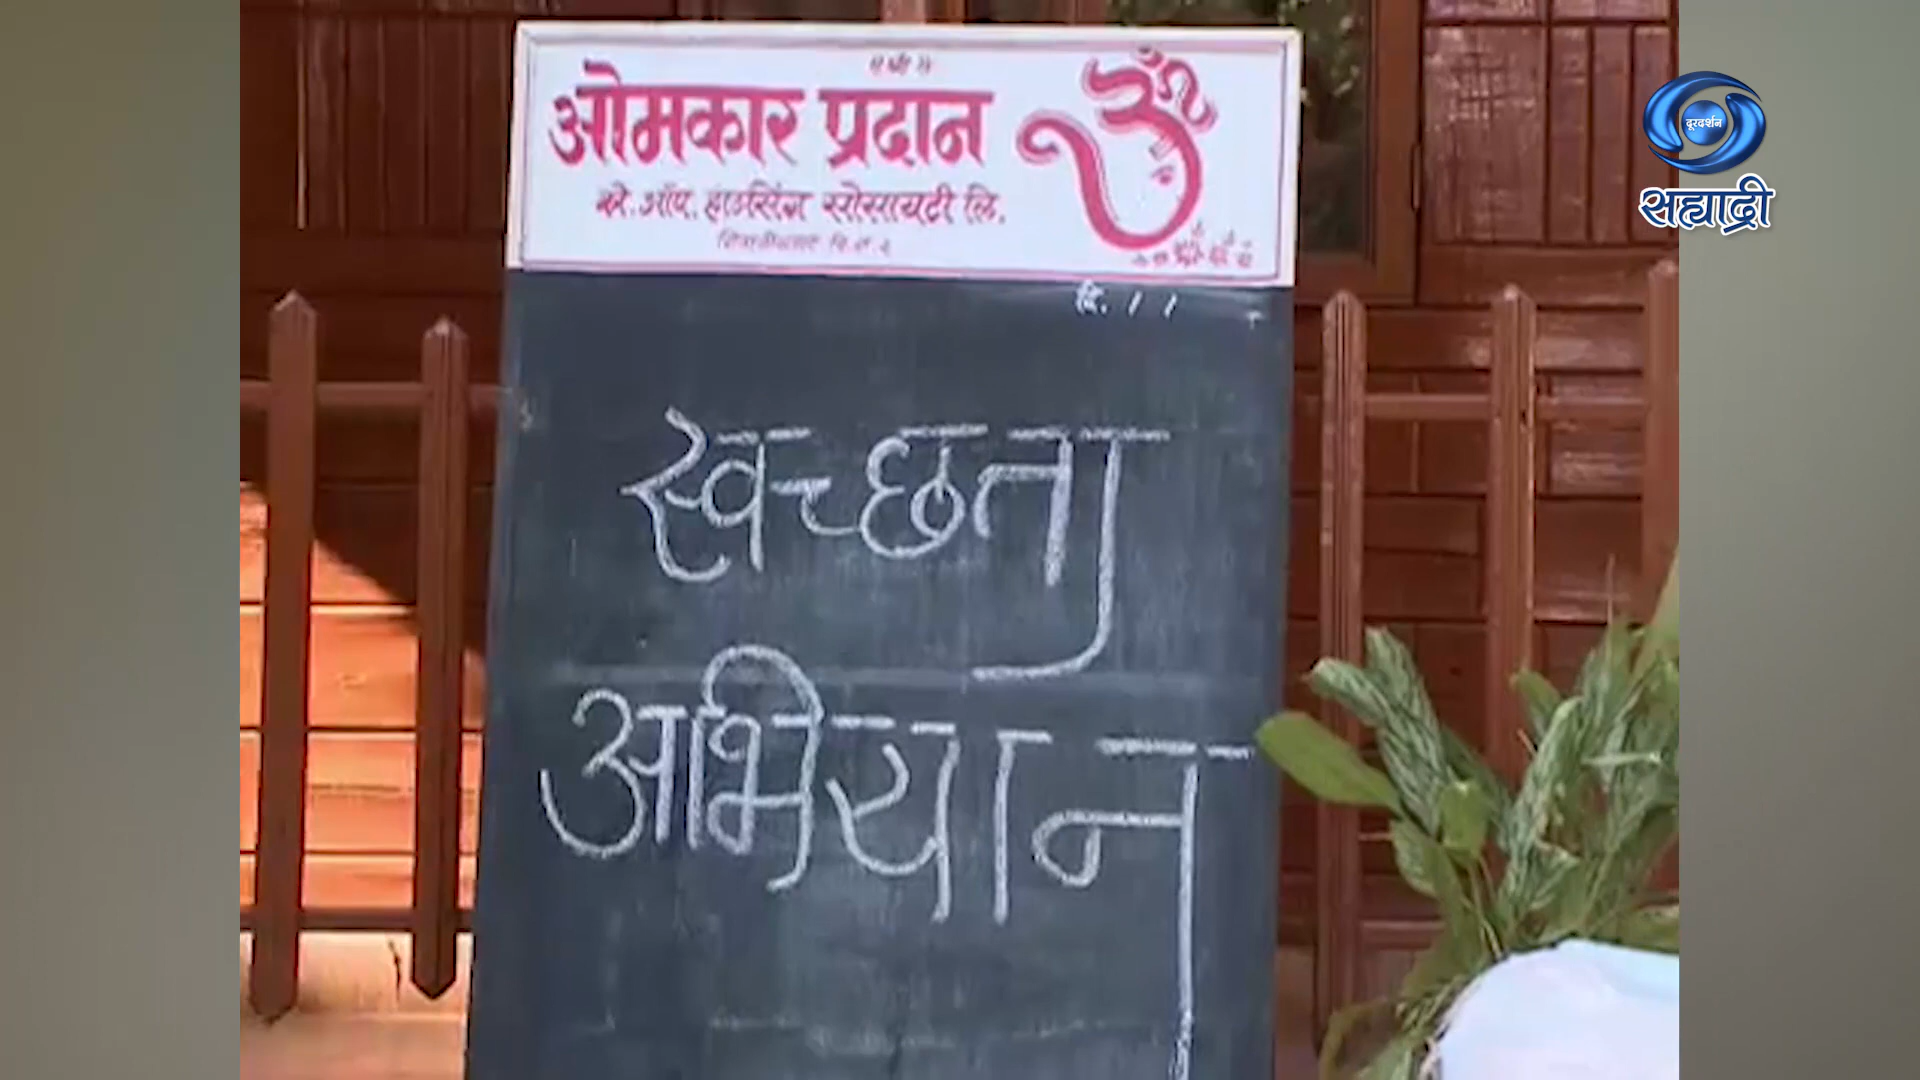 ॥ श्री ॥
ओमकार प्रदान
को. ऑप. हाउसिंग सोसायटी लि.
दि. / /
स्वच्छता
अभियान
दूरदर्शन
सह्याद्री